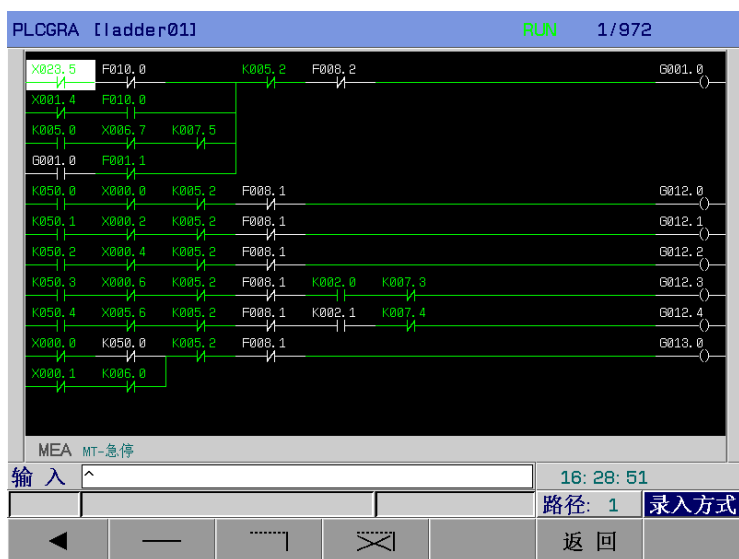 PLCGRA [ladder01] RUN 1/972
X023.5 F010.0 K005.2 F008.2 G001.0
X001.4 F010.0
K005.0 X006.7 K007.5
G001.0 F001.1
K050.0 X000.0 K005.2 F008.1 G012.0
K050.1 X000.2 K005.2 F008.1 G012.1
K050.2 X000.4 K005.2 F008.1 G012.2
K050.3 X000.6 K005.2 F008.1 K002.0 K007.3 G012.3
K050.4 X005.6 K005.2 F008.1 K002.1 K007.4 G012.4
X000.0 K050.0 K005.2 F008.1 G013.0
X000.1 K006.0
MEA MT-急停
输入 ^
16:28:51
路径: 1 录入方式
返回